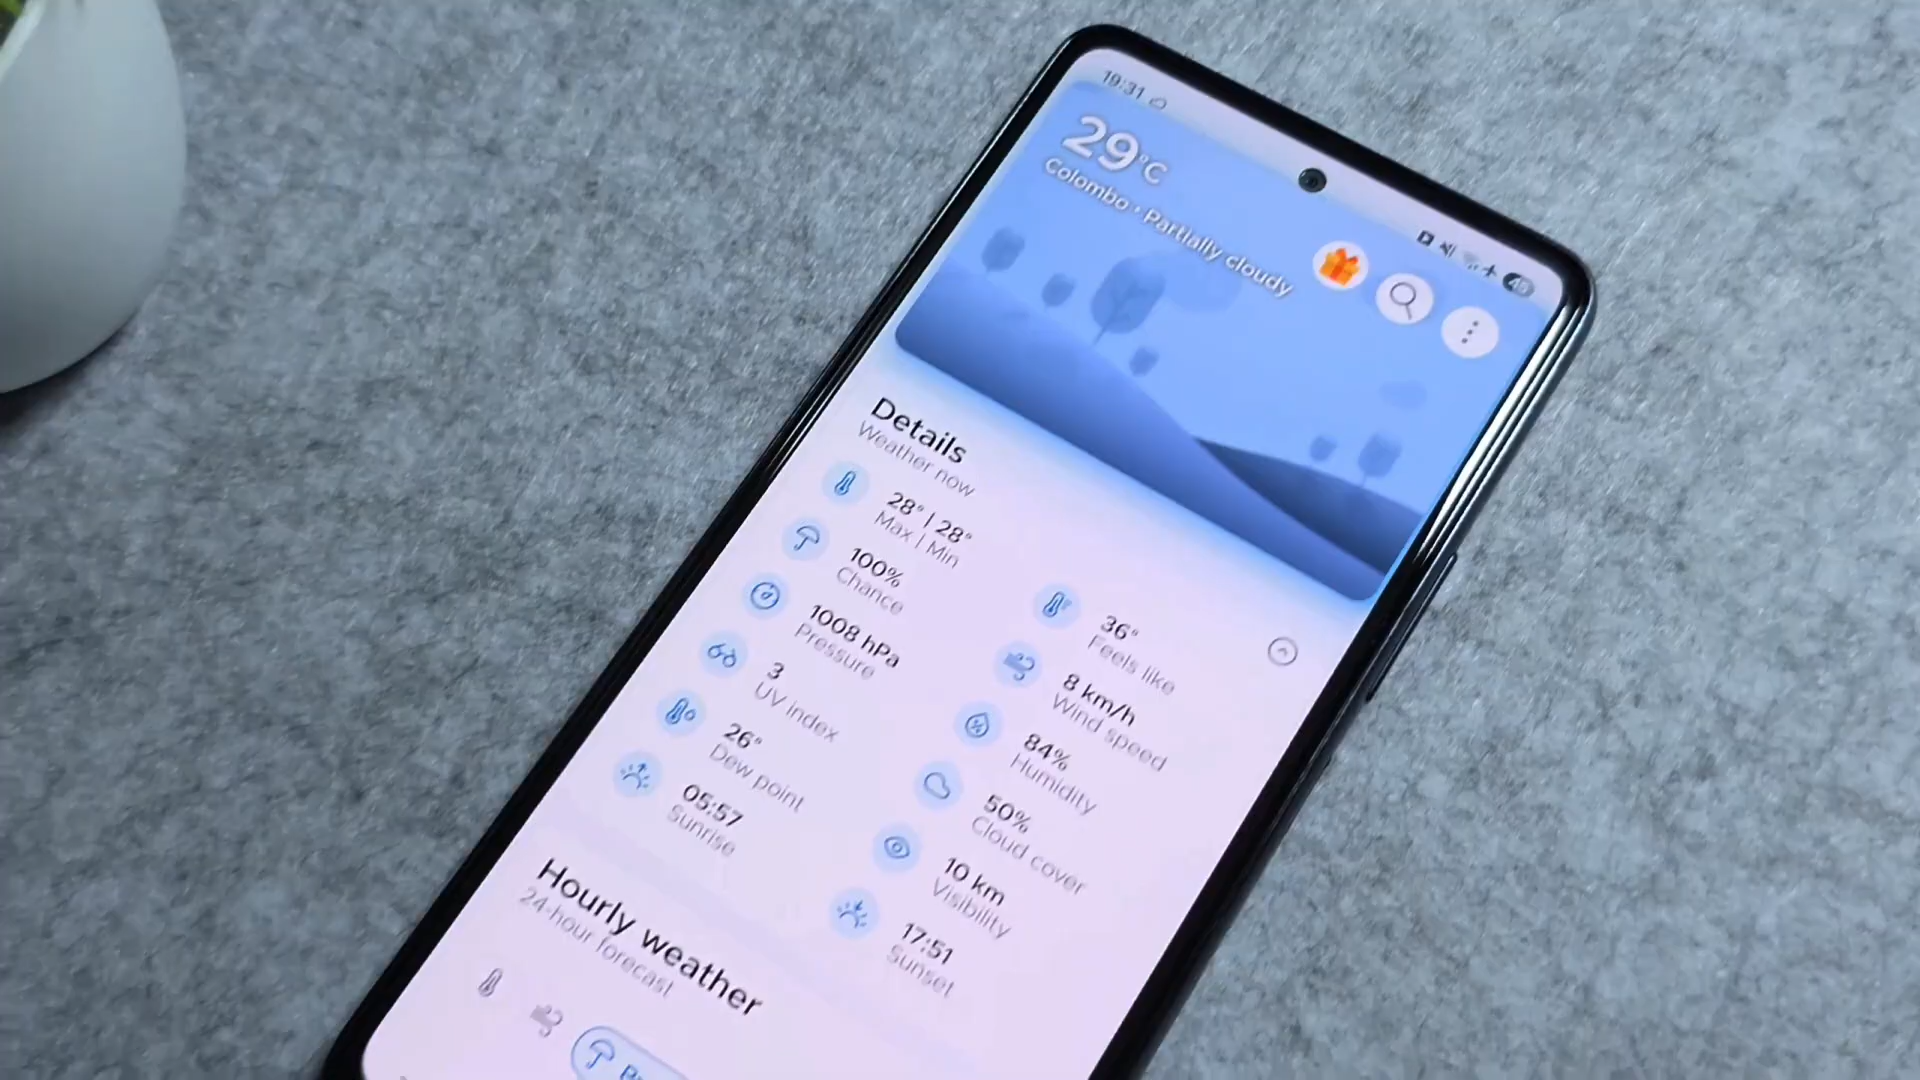 19:31
48
29°C
Colombo • Partially cloudy
Details
Weather now
28° | 28°
Max | Min
36°
Feels like
100%
Chance
8 km/h
Wind speed
1008 hPa
Pressure
84%
Humidity
3
UV index
50%
Cloud cover
26°
Dew point
10 km
Visibility
05:57
Sunrise
17:51
Sunset
Hourly weather
24-hour forecast